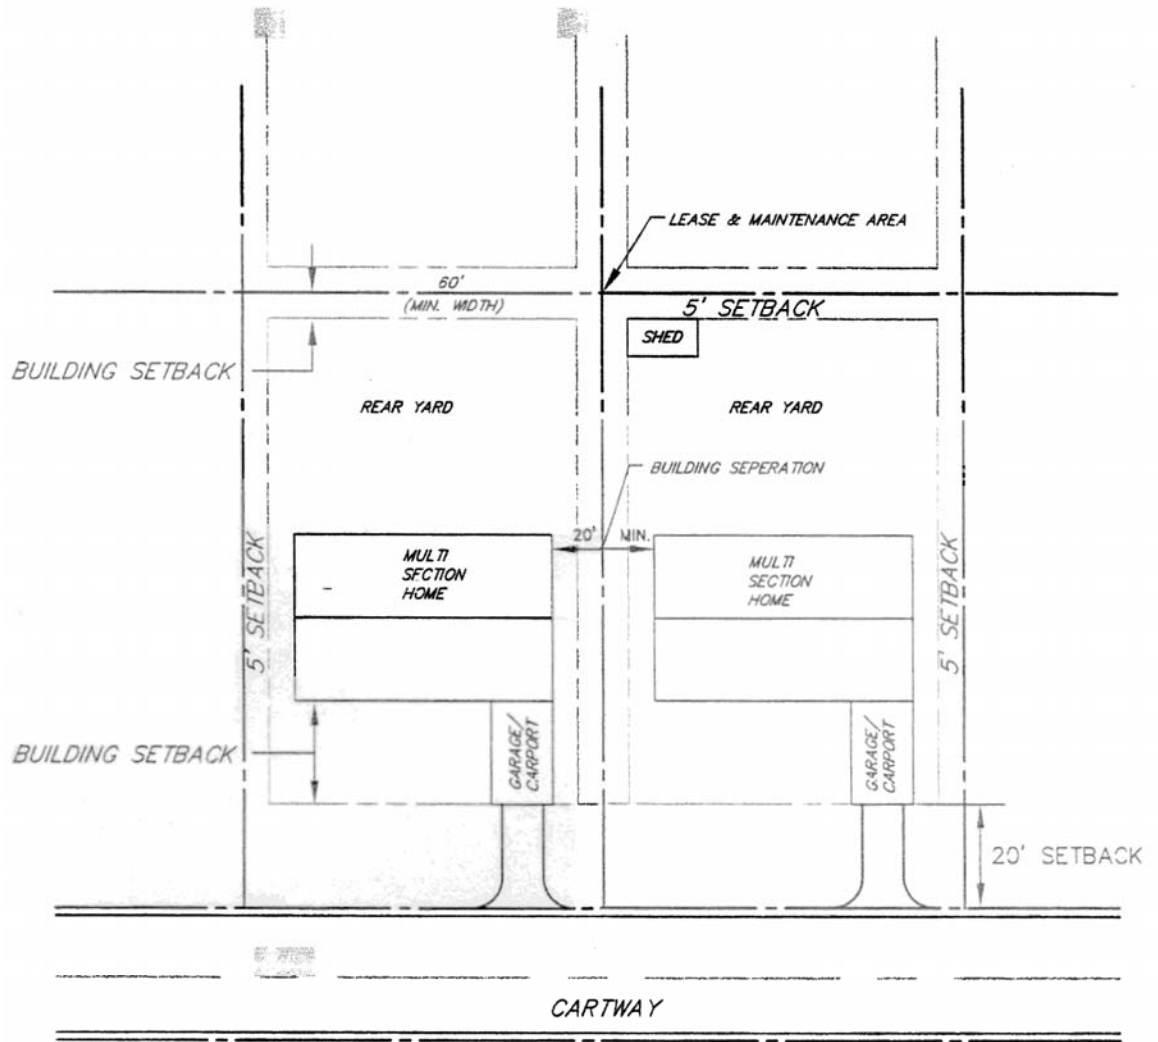 LEASE & MAINTENANCE AREA
60'
(MIN. WIDTH)
5' SETBACK
SHED
BUILDING SETBACK
REAR YARD
REAR YARD
BUILDING SEPERATION
20' MIN.
MULTI
SECTION
HOME
MULTI
SECTION
HOME
5' SETBACK
5' SETBACK
BUILDING SETBACK
GARAGE/
CARPORT
GARAGE/
CARPORT
20' SETBACK
CARTWAY